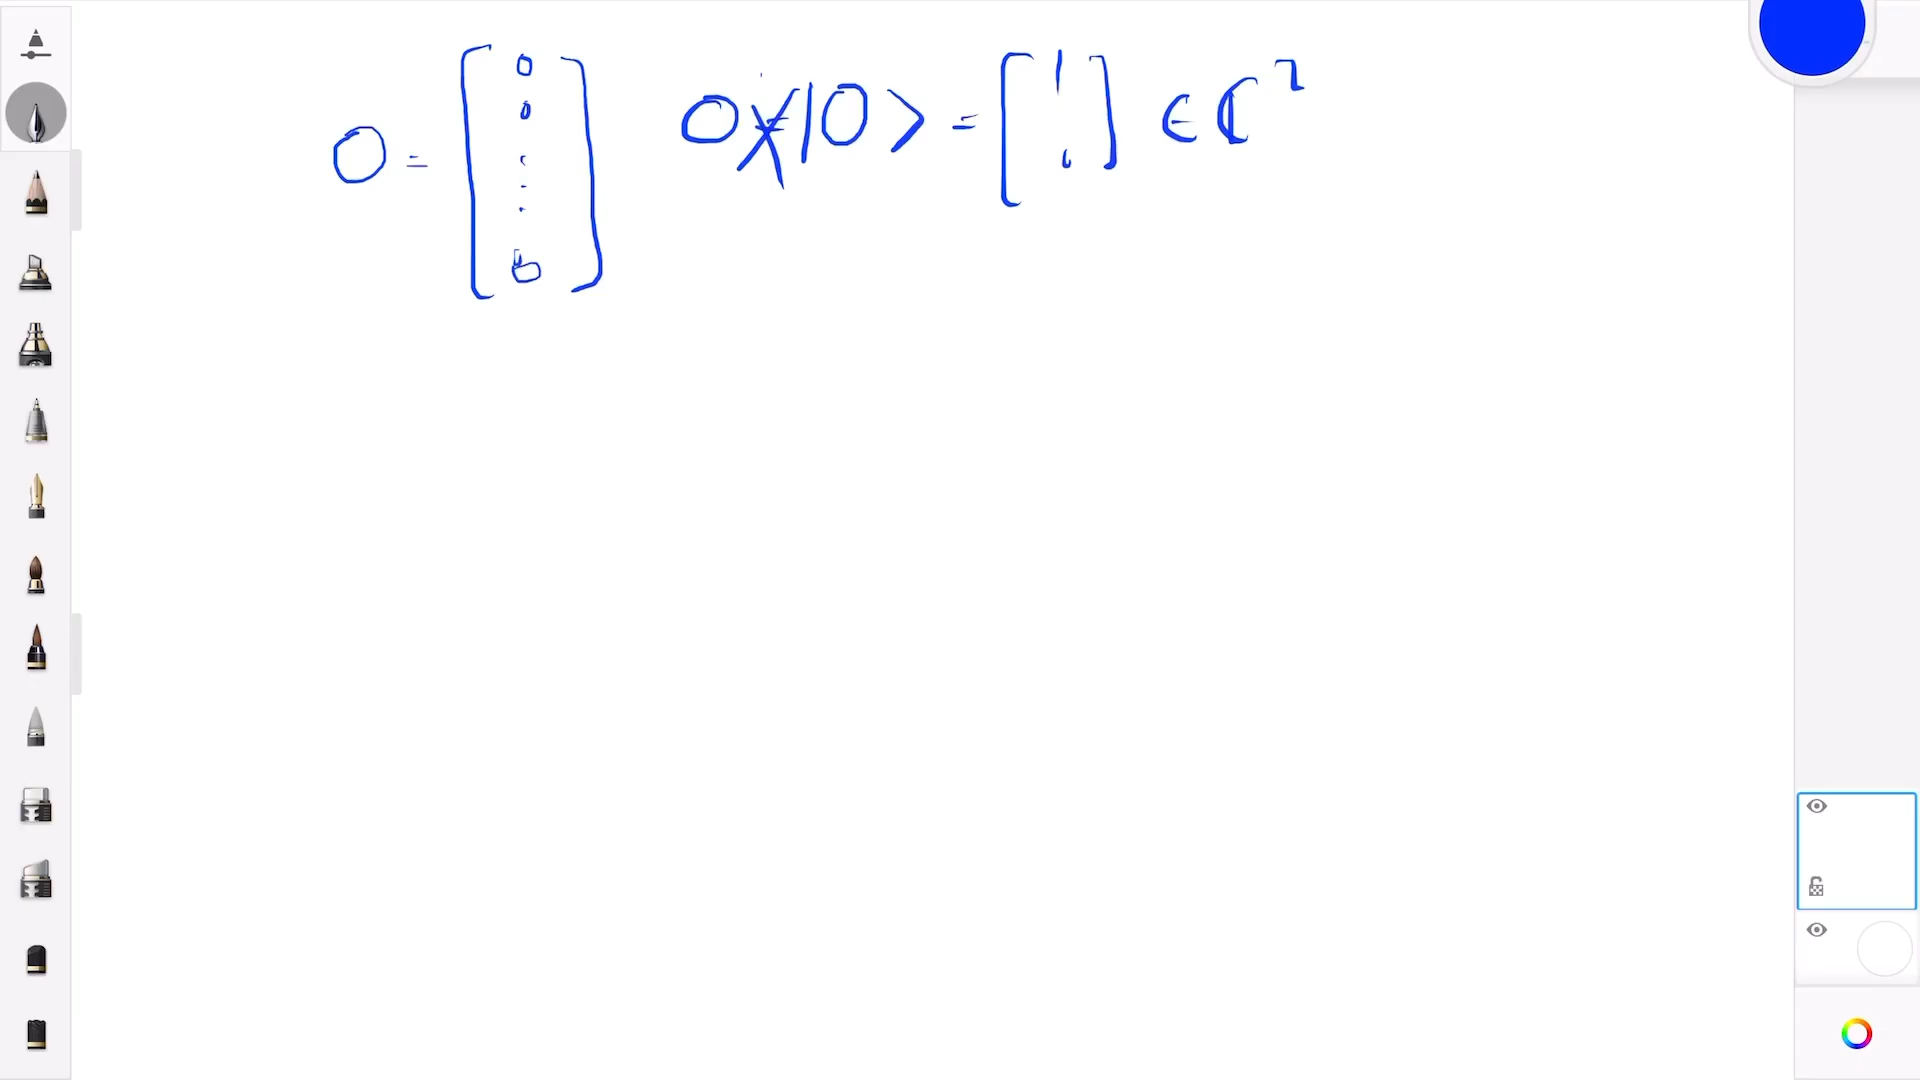 0 = [ 0 0 . . . 0 ] 0 ≠ |0> = [ 1 0 ] ∈ ℂ²